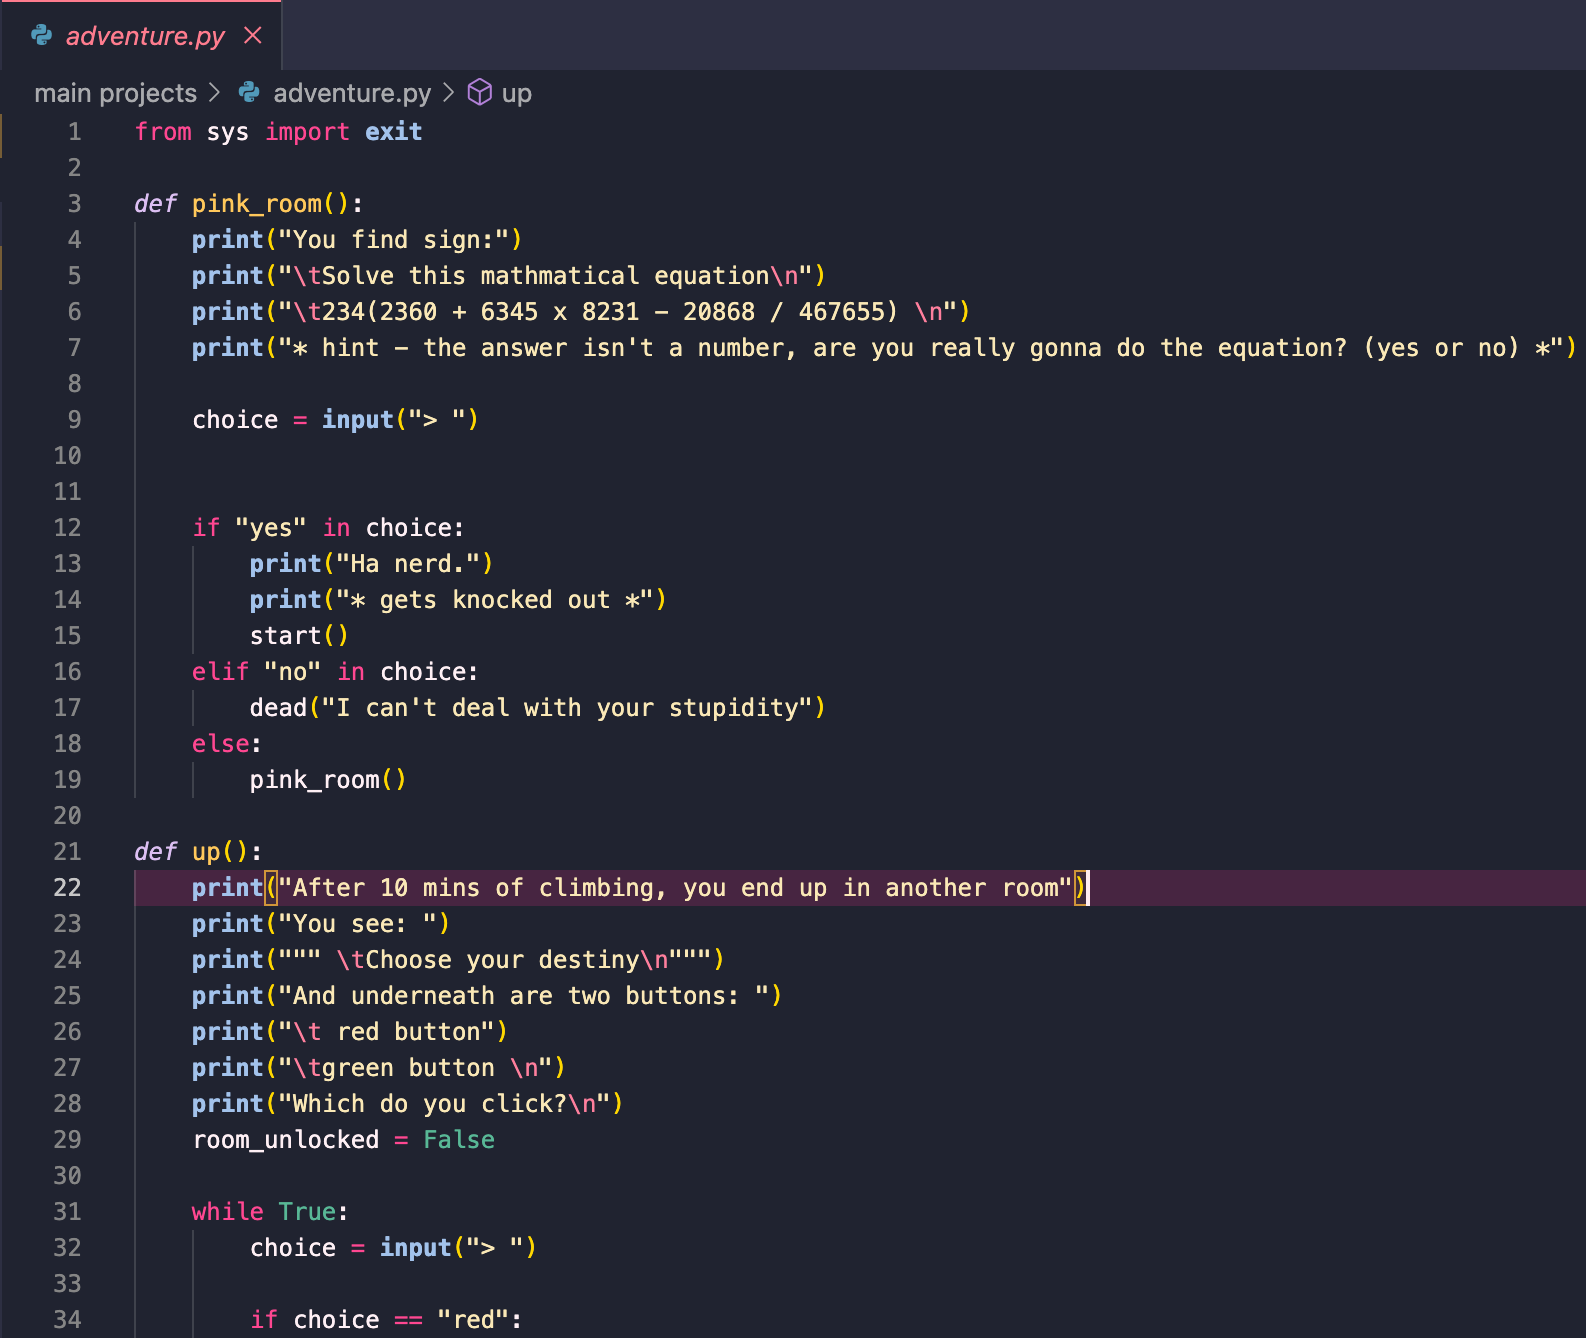 adventure.py
main projects > adventure.py > up
1 from sys import exit
2
3 def pink_room():
4     print("You find sign:")
5     print("\tSolve this mathmatical equation\n")
6     print("\t234(2360 + 6345 x 8231 - 20868 / 467655) \n")
7     print("* hint - the answer isn't a number, are you really gonna do the equation? (yes or no) *")
8
9     choice = input("> ")
10
11
12     if "yes" in choice:
13         print("Ha nerd.")
14         print("* gets knocked out *")
15         start()
16     elif "no" in choice:
17         dead("I can't deal with your stupidity")
18     else:
19         pink_room()
20
21 def up():
22     print("After 10 mins of climbing, you end up in another room")
23     print("You see: ")
24     print(""" \tChoose your destiny\n""")
25     print("And underneath are two buttons: ")
26     print("\t red button")
27     print("\tgreen button \n")
28     print("Which do you click?\n")
29     room_unlocked = False
30
31     while True:
32         choice = input("> ")
33
34         if choice == "red":